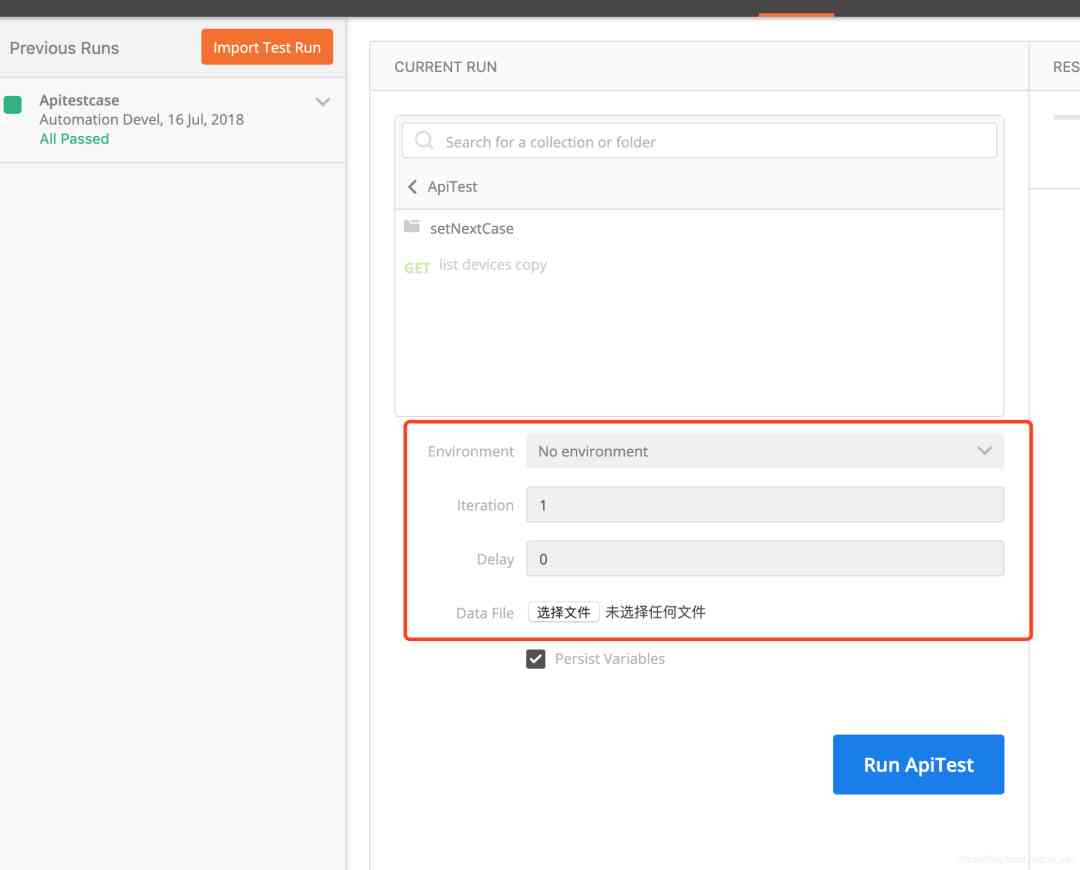 Previous Runs
Import Test Run
Apitestcase
Automation Devel, 16 Jul, 2018
All Passed
CURRENT RUN
RES
Search for a collection or folder
ApiTest
setNextCase
GET list devices copy
Environment No environment
Iteration 1
Delay 0
Data File 选择文件 未选择任何文件
Persist Variables
Run ApiTest